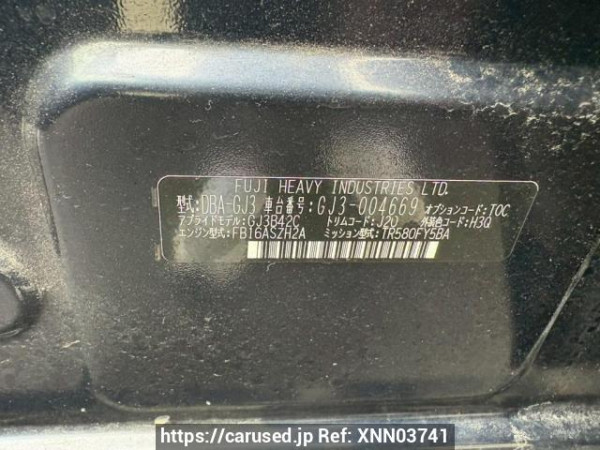 FUJI HEAVY INDUSTRIES LTD.
型式:DBA-GJ3 車台番号:GJ3-004669 オプションコード:TOC
アプライドモデル:GJ3B42C トリムコード:J20 外装色コード:H3Q
エンジン型式:FB16ASZH2A ミッション型式:TR580FY5BA
https://carused.jp Ref: XNN03741